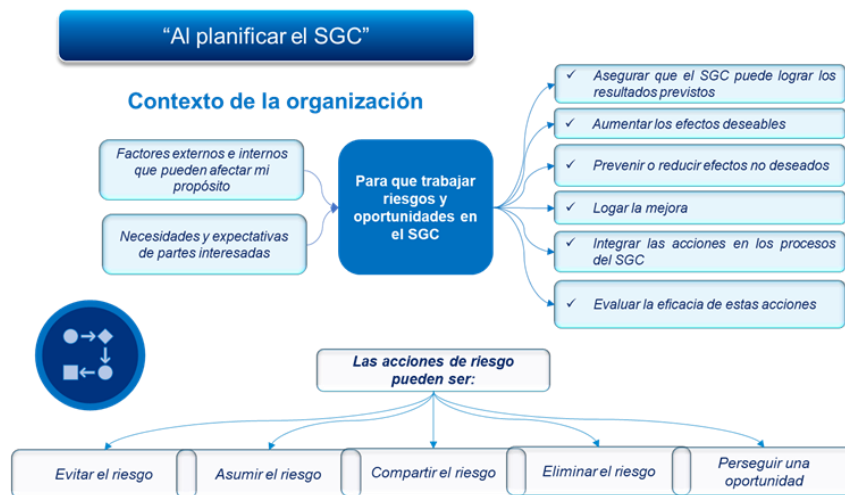 “Al planificar el SGC”
Contexto de la organización
Factores externos e internos
que pueden afectar mi
propósito
Necesidades y expectativas
de partes interesadas
Para que trabajar
riesgos y
oportunidades en
el SGC
✓ Asegurar que el SGC puede lograr los
resultados previstos
✓ Aumentar los efectos deseables
✓ Prevenir o reducir efectos no deseados
✓ Logar la mejora
✓ Integrar las acciones en los procesos
del SGC
✓ Evaluar la eficacia de estas acciones
Las acciones de riesgo
pueden ser:
Evitar el riesgo
Asumir el riesgo
Compartir el riesgo
Eliminar el riesgo
Perseguir una
oportunidad